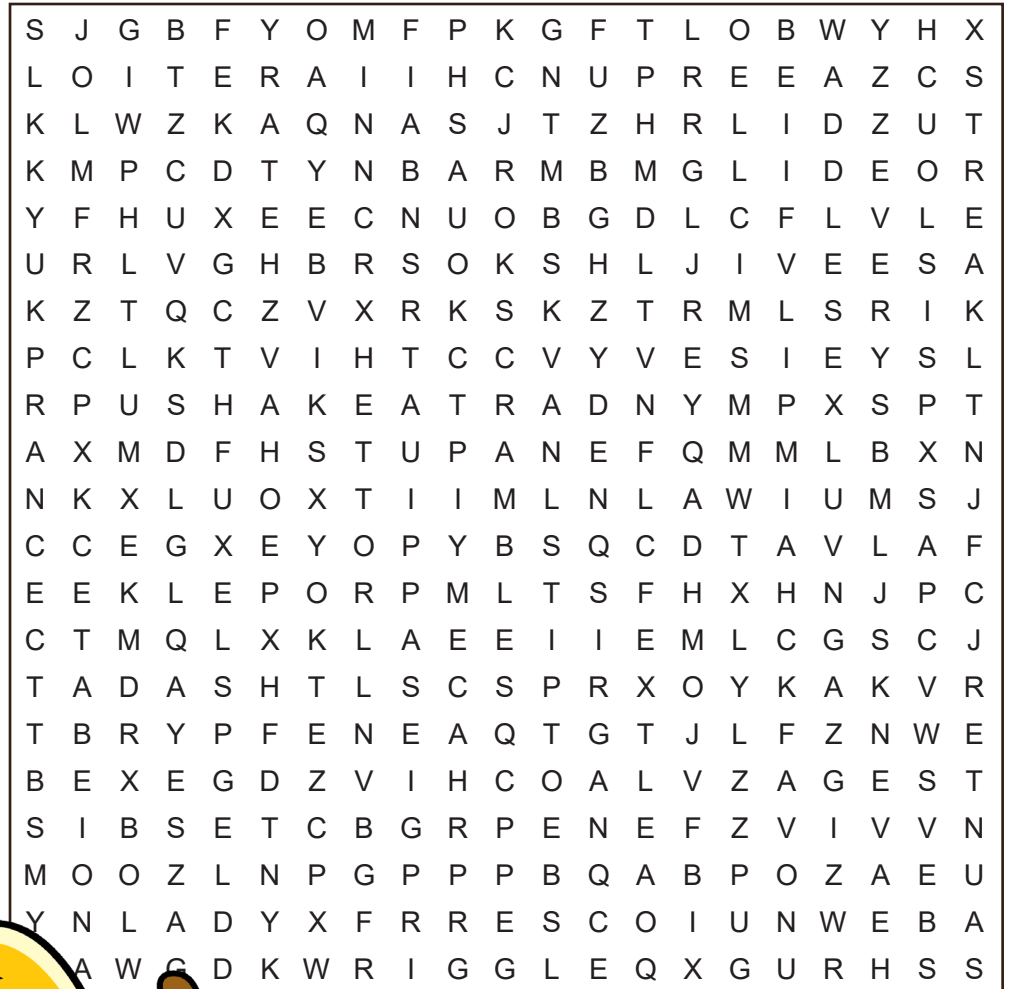 S J G B F Y O M F P K G F T L O B W Y H X
L O I T E R A I I H C N U P R E E A Z C S
K L W Z K A Q N A S J T Z H R L I D Z U T
K M P C D T Y N B A R M B M G L I D E O R
Y F H U X E E C N U O B G D L C F L V L E
U R L V G H B R S O K S H L J I V E E S A
K Z T Q C Z V X R K S K Z T R M L S R I K
P C L K T V I H T C C V Y V E S I E Y S L
R P U S H A K E A T R A D N Y M P X S P T
A X M D F H S T U P A N E F Q M M L B X N
N K X L U O X T I I M L N L A W I U M S J
C C E G X E Y O P Y B S Q C D T A V L A F
E E K L E P O R P M L T S F H X H N J P C
C T M Q L X K L A E E I I E M L C G S C J
T A D A S H T L S C S P R X O Y K A K V R
T B R Y P F E N E A Q T G T J L F Z N W E
B E X E G D Z V I H C O A L V Z A G E S T
S I B S E T C B G R P E N E F Z V I V V N
M O O Z L N P G P P P B Q A B P O Z A E U
Y N L A D Y X F R R E S C O I U N W E B A
A W G D K W R I G G L E Q X G U R H S S